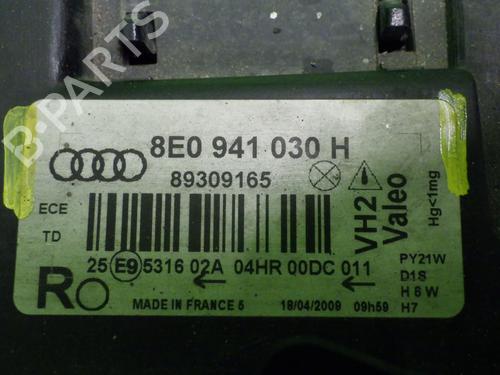 B-PARTS
8E0 941 030 H
89309165
ECE
TD
VH2
Valeo
Hg<1mg
25 E9 5316 02A 04HR 00DC 011
R
MADE IN FRANCE 5
18/04/2009 09h59
PY21W
D1S
H 8 W
H7